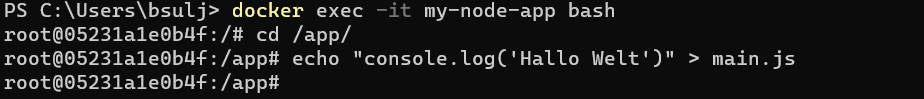 PS C:\Users\bsulj> docker exec -it my-node-app bash
root@05231a1e0b4f:/# cd /app/
root@05231a1e0b4f:/app# echo "console.log('Hallo Welt')" > main.js
root@05231a1e0b4f:/app#